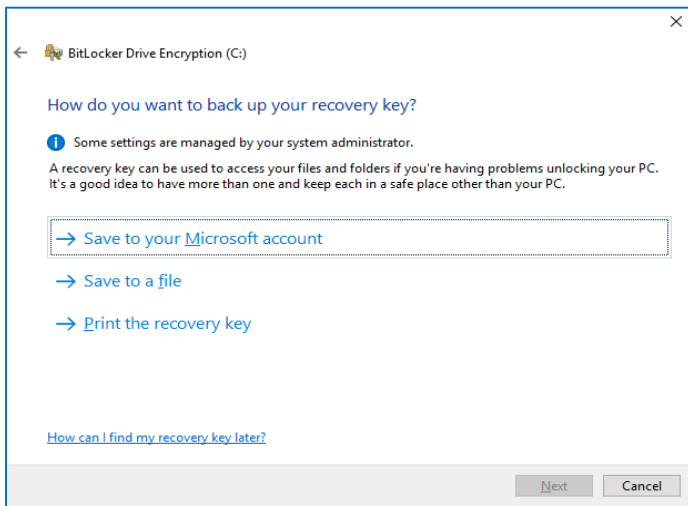 BitLocker Drive Encryption (C:)
How do you want to back up your recovery key?
Some settings are managed by your system administrator.
A recovery key can be used to access your files and folders if you're having problems unlocking your PC.
It's a good idea to have more than one and keep each in a safe place other than your PC.
Save to your Microsoft account
Save to a file
Print the recovery key
How can I find my recovery key later?
Next Cancel